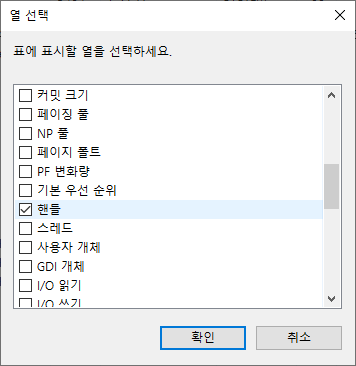 열 선택
표에 표시할 열을 선택하세요.
커밋 크기
페이징 풀
NP 풀
페이지 폴트
PF 변화량
기본 우선 순위
핸들
스레드
사용자 개체
GDI 개체
I/O 읽기
I/O 쓰기
확인
취소